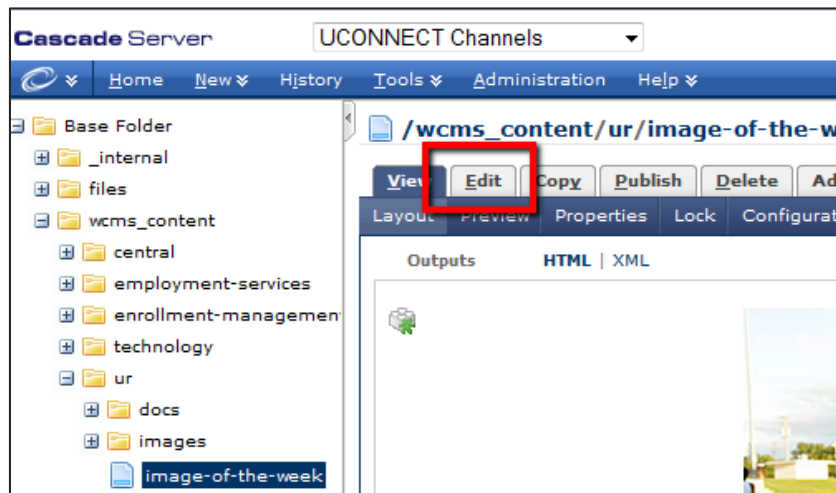 Cascade Server UCONNECT Channels
Home New History Tools Administration Help
Base Folder
_internal
files
wcms_content
central
employment-services
enrollment-managemen
technology
ur
docs
images
image-of-the-week
/wcms_content/ur/image-of-the-w
View Edit Copy Publish Delete Ad
Layout Preview Properties Lock Configurat
Outputs HTML | XML